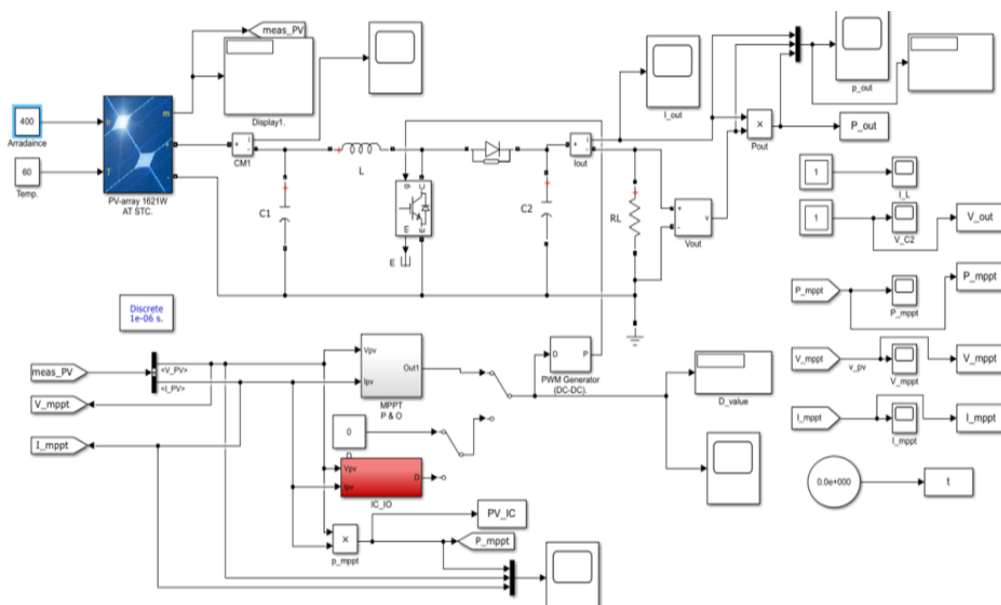 meas_PV
Display1.
400
Arradaince
60
Temp.
Ir
T
m
+
-
PV-array 1621W
AT STC.
+
-
i
CM1
L
C1
g
C
m
E
E
C2
+
-
i
Iout
I_out
RL
+
-
v
Vout
×
Pout
p_out
P_out
1
I_L
1
V_C2
V_out
P_mppt
P_mppt
P_mppt
V_mppt
v_pv
V_mppt
V_mppt
I_mppt
I_mppt
I_mppt
0.0e+000
t
Discrete
1e-06 s.
meas_PV
<V_PV>
<I_PV>
V_mppt
I_mppt
Vpv
Ipv
Out1
MPPT
P & O
0
D
Vpv
Ipv
D
IC_IO
D
P
PWM Generator
(DC-DC).
D_value
×
p_mppt
PV_IC
P_mppt